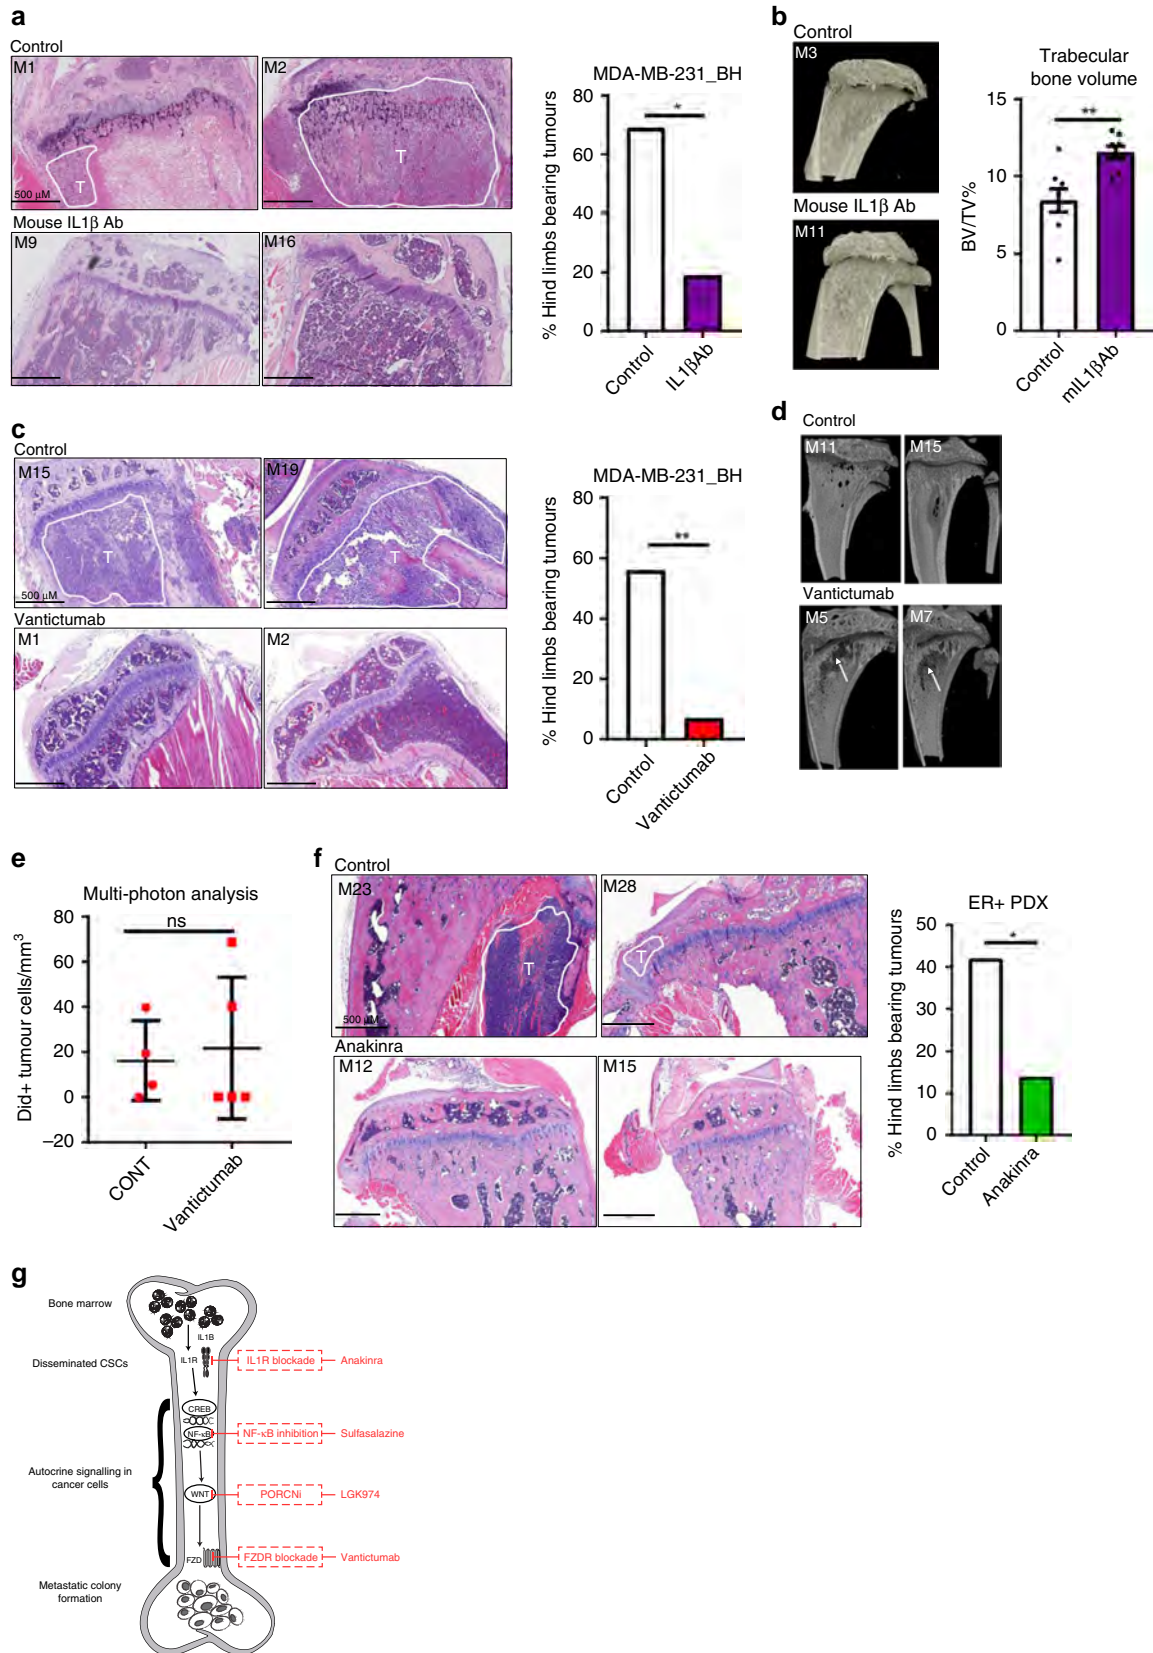 a
Control
M1
M2
T
T
500 μM
Mouse IL1β Ab
M9
M16
MDA-MB-231_BH
% Hind limbs bearing tumours
80
60
40
20
0
*
Control
IL1βAb
b
Control
M3
Mouse IL1β Ab
M11
Trabecular
bone volume
BV/TV%
15
10
5
0
**
Control
mIL1βAb
c
Control
M15
M19
T
T
500 μM
Vantictumab
M1
M2
MDA-MB-231_BH
% Hind limbs bearing tumours
80
60
40
20
0
**
Control
Vantictumab
d
Control
M11
M15
Vantictumab
M5
M7
e
Multi-photon analysis
Did+ tumour cells/mm³
80
60
40
20
0
–20
ns
CONT
Vantictumab
f
Control
M23
M28
T
T
500 μM
Anakinra
M12
M15
ER+ PDX
% Hind limbs bearing tumours
50
40
30
20
10
0
*
Control
Anakinra
g
Bone marrow
IL1B
Disseminated CSCs
IL1R
IL1R blockade
Anakinra
CREB
NF-κB
NF-κB inhibition
Sulfasalazine
Autocrine signalling in
cancer cells
WNT
PORCNi
LGK974
FZD
FZDR blockade
Vantictumab
Metastatic colony
formation